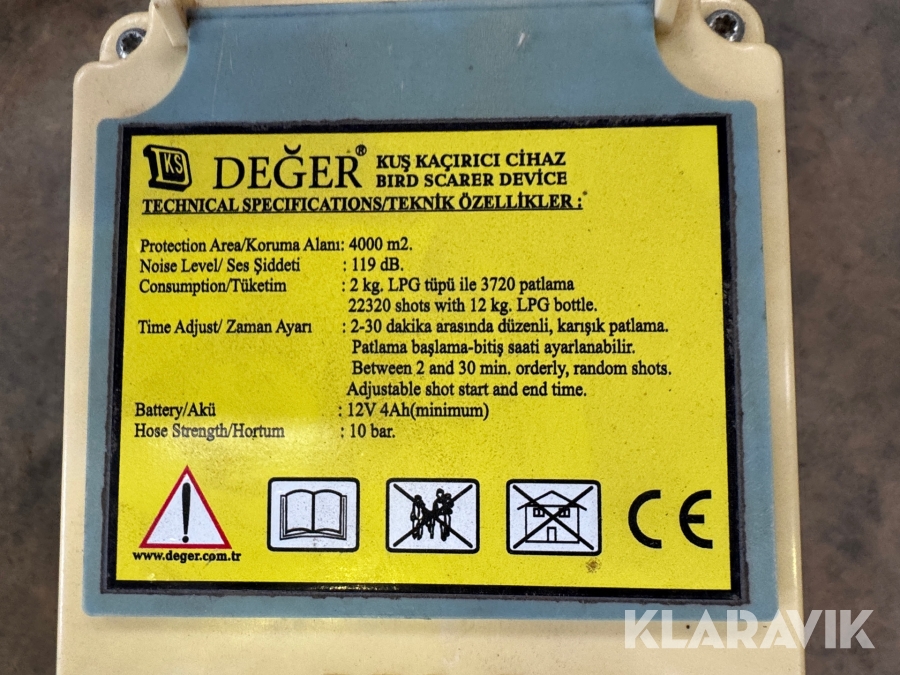 KS DEĞER® KUŞ KAÇIRICI CİHAZ
BIRD SCARER DEVICE
TECHNICAL SPECIFICATIONS/TEKNİK ÖZELLİKLER :
Protection Area/Koruma Alanı: 4000 m2.
Noise Level/ Ses Şiddeti : 119 dB.
Consumption/Tüketim : 2 kg. LPG tüpü ile 3720 patlama
22320 shots with 12 kg. LPG bottle.
Time Adjust/ Zaman Ayarı : 2-30 dakika arasında düzenli, karışık patlama.
Patlama başlama-bitiş saati ayarlanabilir.
Between 2 and 30 min. orderly, random shots.
Adjustable shot start and end time.
Battery/Akü : 12V 4Ah(minimum)
Hose Strength/Hortum : 10 bar.
www.deger.com.tr
CE
KLARAVIK